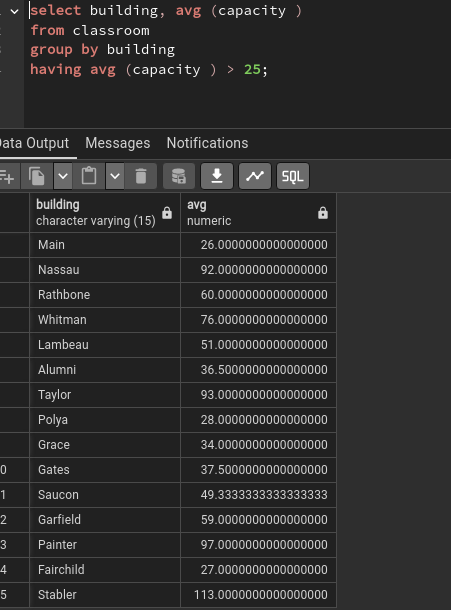 select building, avg (capacity )
from classroom
group by building
having avg (capacity ) > 25;
ata Output Messages Notifications
SQL
building avg
character varying (15) numeric
Main 26.0000000000000000
Nassau 92.0000000000000000
Rathbone 60.0000000000000000
Whitman 76.0000000000000000
Lambeau 51.0000000000000000
Alumni 36.5000000000000000
Taylor 93.0000000000000000
Polya 28.0000000000000000
Grace 34.0000000000000000
0 Gates 37.5000000000000000
1 Saucon 49.3333333333333333
2 Garfield 59.0000000000000000
3 Painter 97.0000000000000000
4 Fairchild 27.0000000000000000
5 Stabler 113.0000000000000000